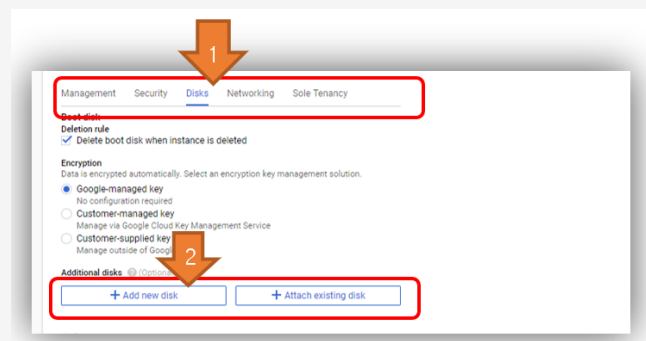 1
Management Security Disks Networking Sole Tenancy
Boot disk
Deletion rule
Delete boot disk when instance is deleted
Encryption
Data is encrypted automatically. Select an encryption key management solution.
Google-managed key
No configuration required
Customer-managed key
Manage via Google Cloud Key Management Service
Customer-supplied key
Manage outside of
2
Additional disks
+ Add new disk + Attach existing disk